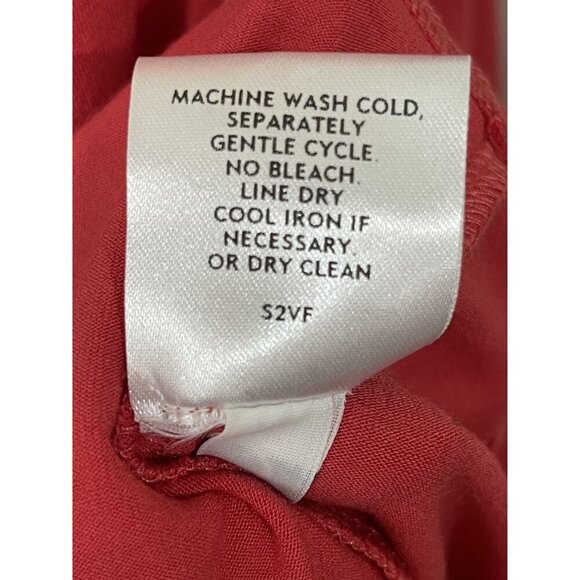 MACHINE WASH COLD,
SEPARATELY
GENTLE CYCLE.
NO BLEACH.
LINE DRY
COOL IRON IF
NECESSARY.
OR DRY CLEAN
S2VF